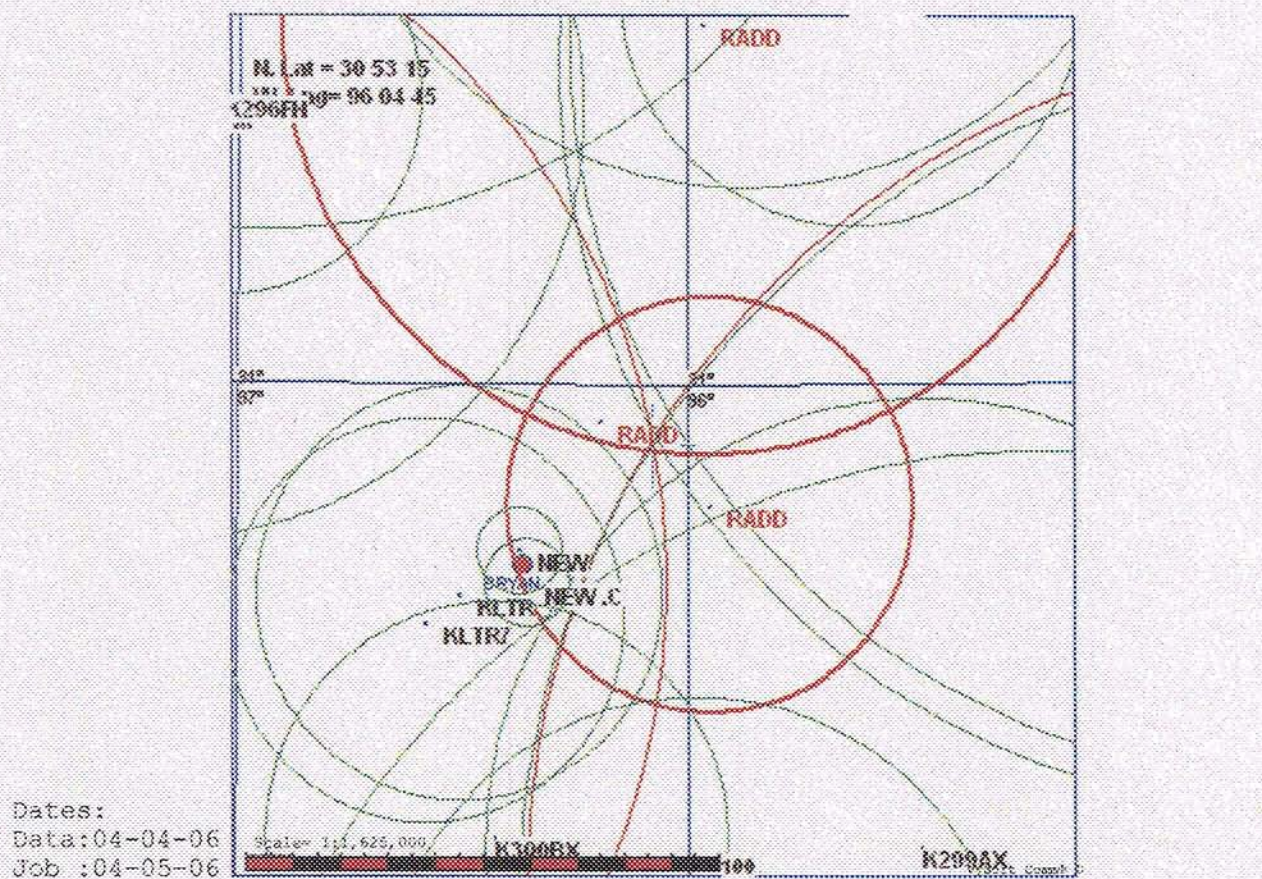 RADD
N. Lat = 30 53 15
ng= 96 04 45
K296FH
31°
97°
31°
96°
RADD
RADD
NEW
BRYAN
NEW .C
KLTR
KLTR7
Dates:
Data:04-04-06
Job :04-05-06
Scale= 1:1,625,000
K300BX
100
K299AX